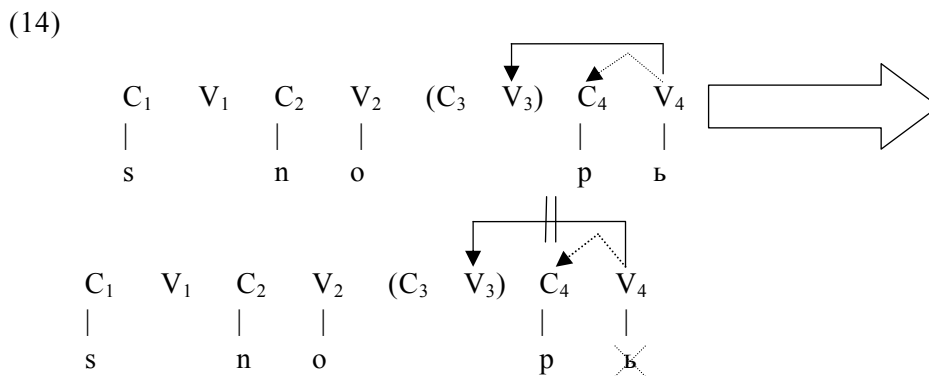 (14)
C₁ V₁ C₂ V₂ (C₃ V₃) C₄ V₄
| | | | |
s n o p ь
C₁ V₁ C₂ V₂ (C₃ V₃) C₄ V₄
| | | | |
s n o p ь